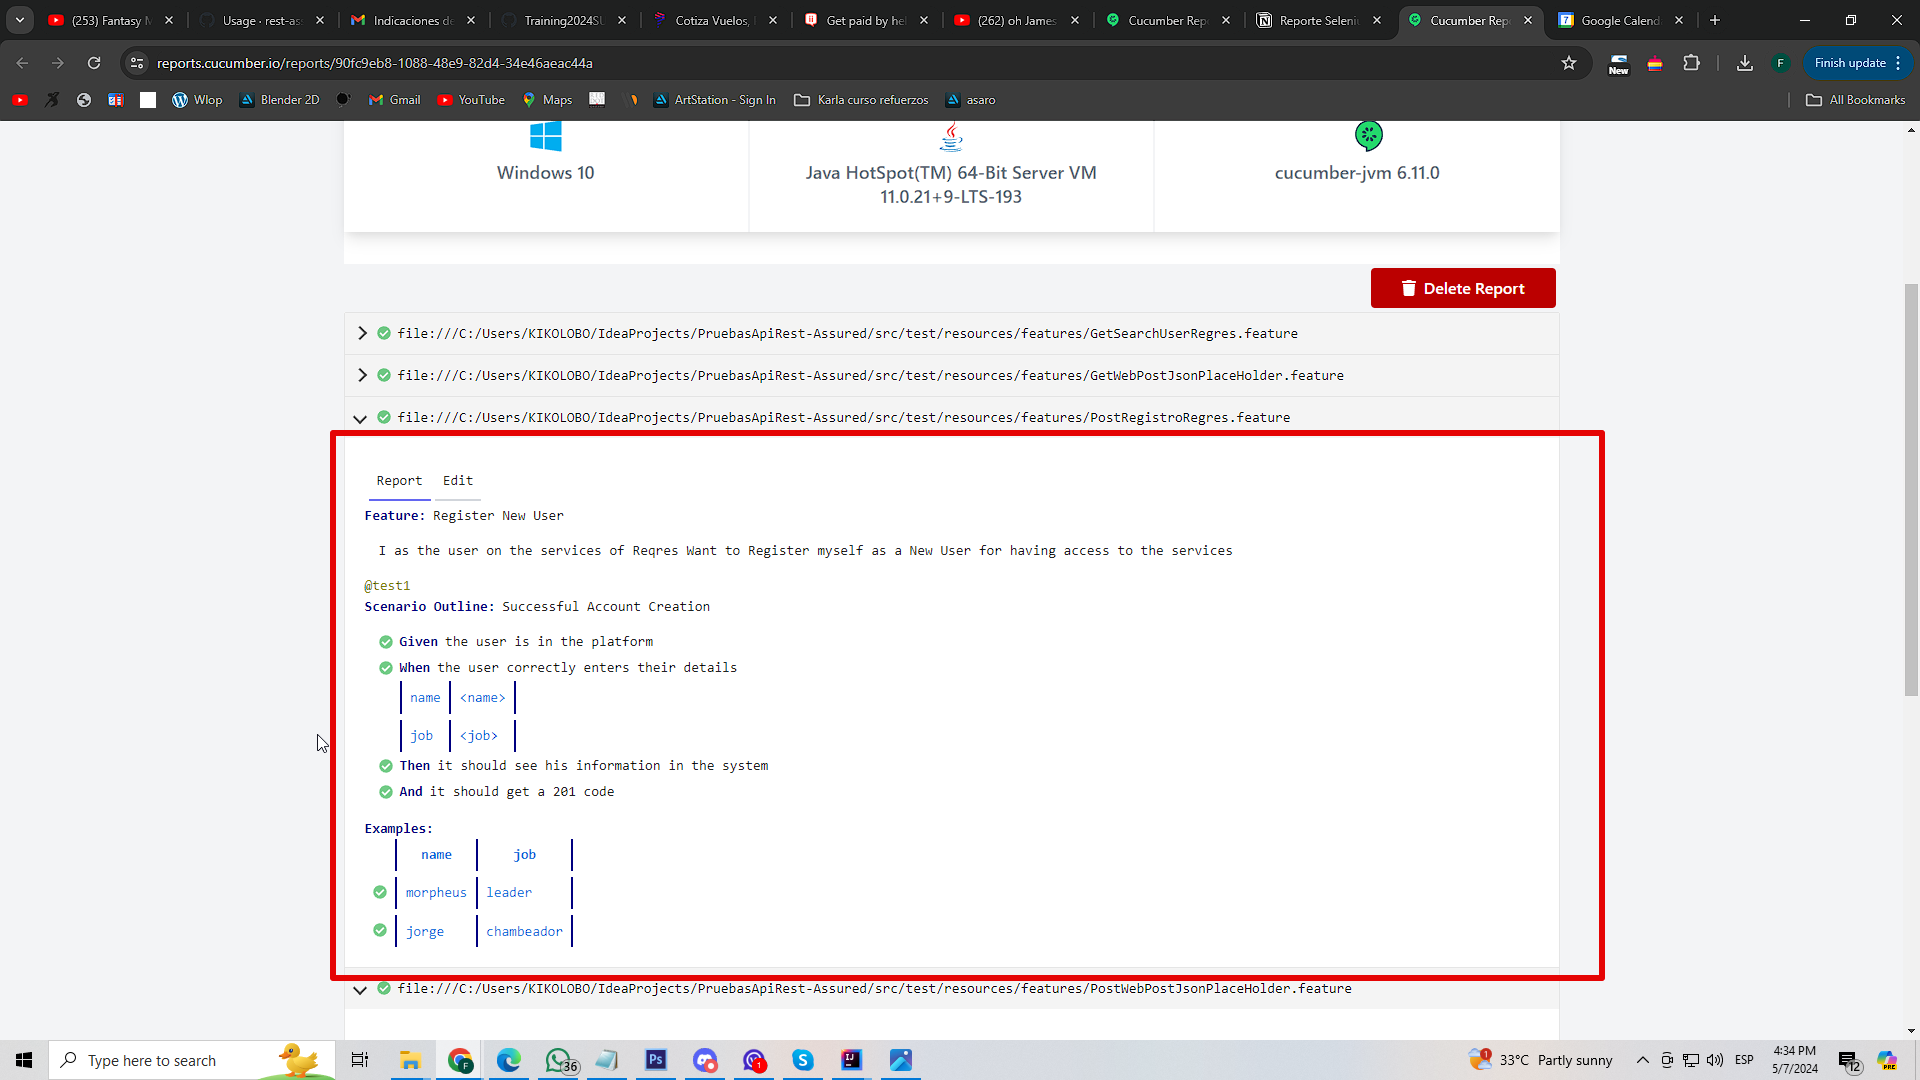 (253) Fantasy M
Usage · rest-as
Indicaciones de
Training2024SU
Cotiza Vuelos,
Get paid by hel
(262) oh James
Cucumber Rep
Reporte Seleni
Cucumber Rep
Google Calend
reports.cucumber.io/reports/90fc9eb8-1088-48e9-82d4-34e46aeac44a
New
F
Finish update
Wlop
Blender 2D
Gmail
YouTube
Maps
ArtStation - Sign In
Karla curso refuerzos
asaro
All Bookmarks
Windows 10
Java HotSpot(TM) 64-Bit Server VM
11.0.21+9-LTS-193
cucumber-jvm 6.11.0
Delete Report
file:///C:/Users/KIKOLOBO/IdeaProjects/PruebasApiRest-Assured/src/test/resources/features/GetSearchUserRegres.feature
file:///C:/Users/KIKOLOBO/IdeaProjects/PruebasApiRest-Assured/src/test/resources/features/GetWebPostJsonPlaceHolder.feature
file:///C:/Users/KIKOLOBO/IdeaProjects/PruebasApiRest-Assured/src/test/resources/features/PostRegistroRegres.feature
Report Edit
Feature: Register New User
I as the user on the services of Reqres Want to Register myself as a New User for having access to the services
@test1
Scenario Outline: Successful Account Creation
Given the user is in the platform
When the user correctly enters their details
name <name>
job <job>
Then it should see his information in the system
And it should get a 201 code
Examples:
name job
morpheus leader
jorge chambeador
file:///C:/Users/KIKOLOBO/IdeaProjects/PruebasApiRest-Assured/src/test/resources/features/PostWebPostJsonPlaceHolder.feature
Type here to search
36
33°C Partly sunny
ESP
4:34 PM
5/7/2024
12